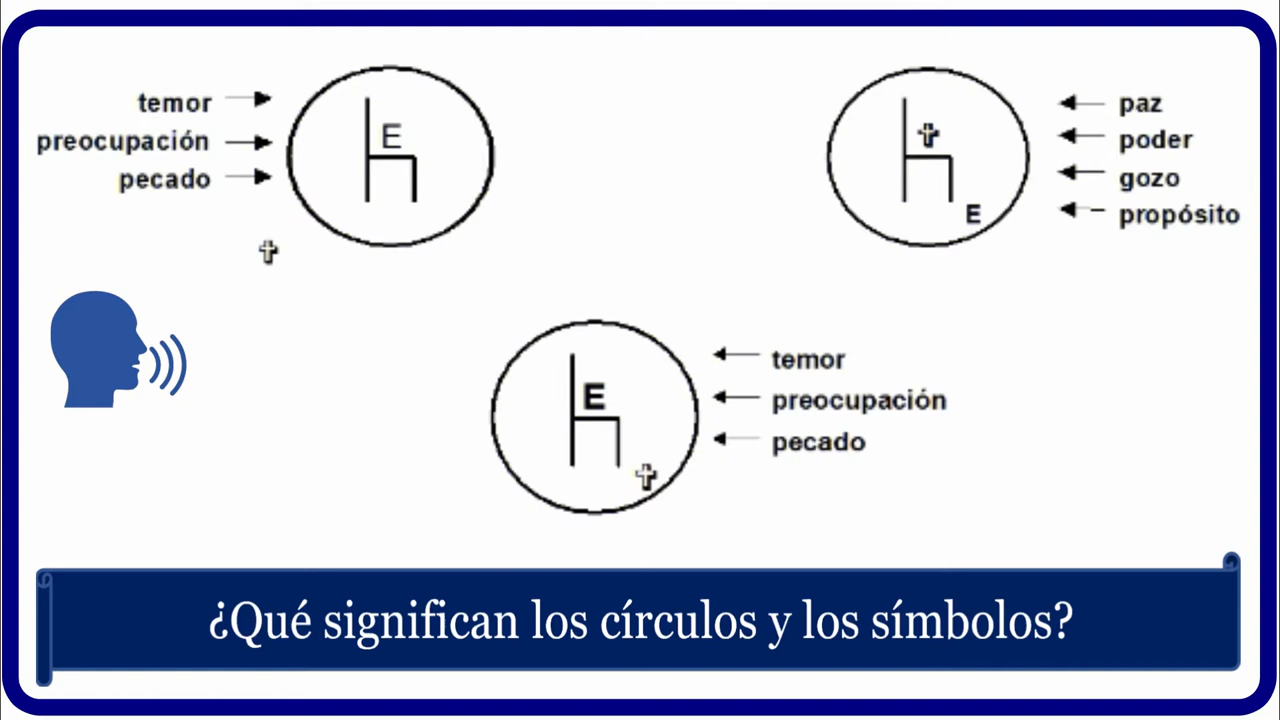 temor
preocupación
pecado
E
E
paz
poder
gozo
propósito
E
temor
preocupación
pecado
¿Qué significan los círculos y los símbolos?